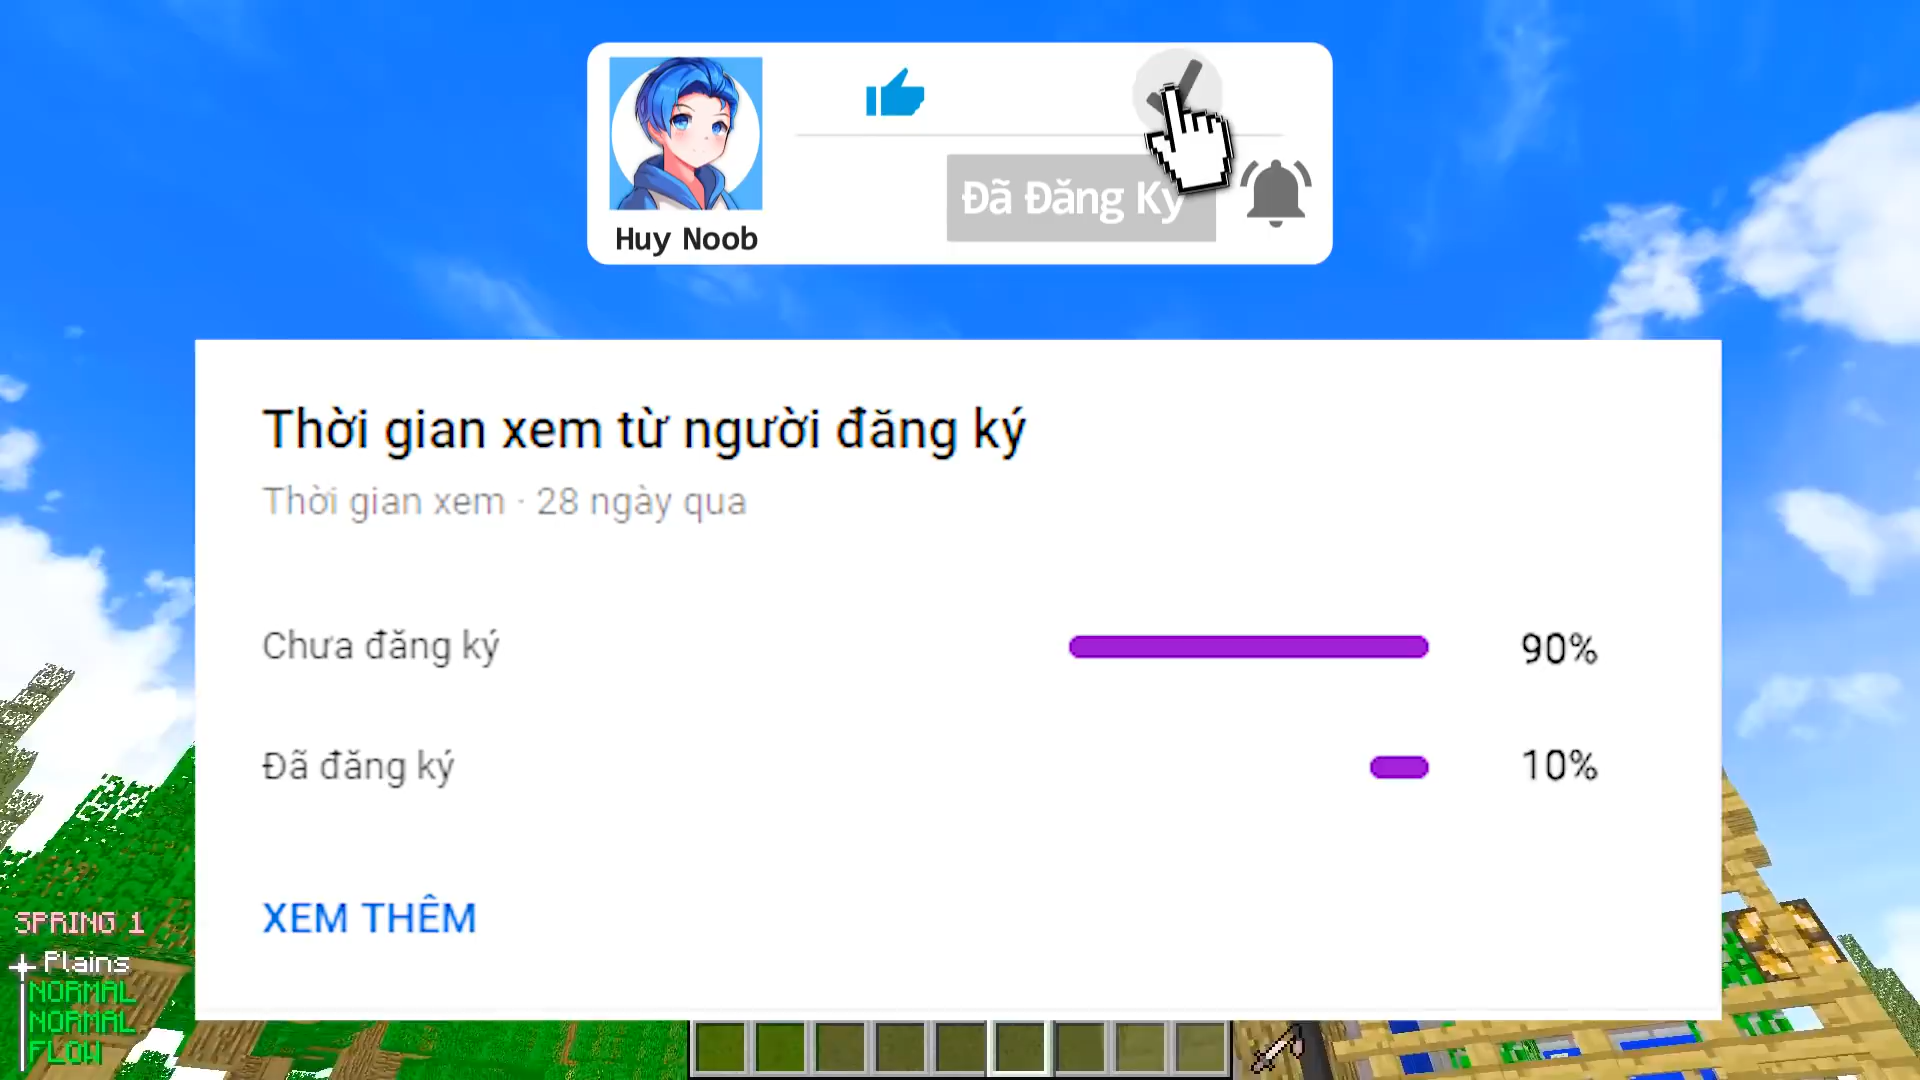 Đã Đăng Ký
Huy Noob
Thời gian xem từ người đăng ký
Thời gian xem · 28 ngày qua
Chưa đăng ký 90%
Đã đăng ký 10%
XEM THÊM
SPRING 1
Plains
NORMAL
NORMAL
FLOW